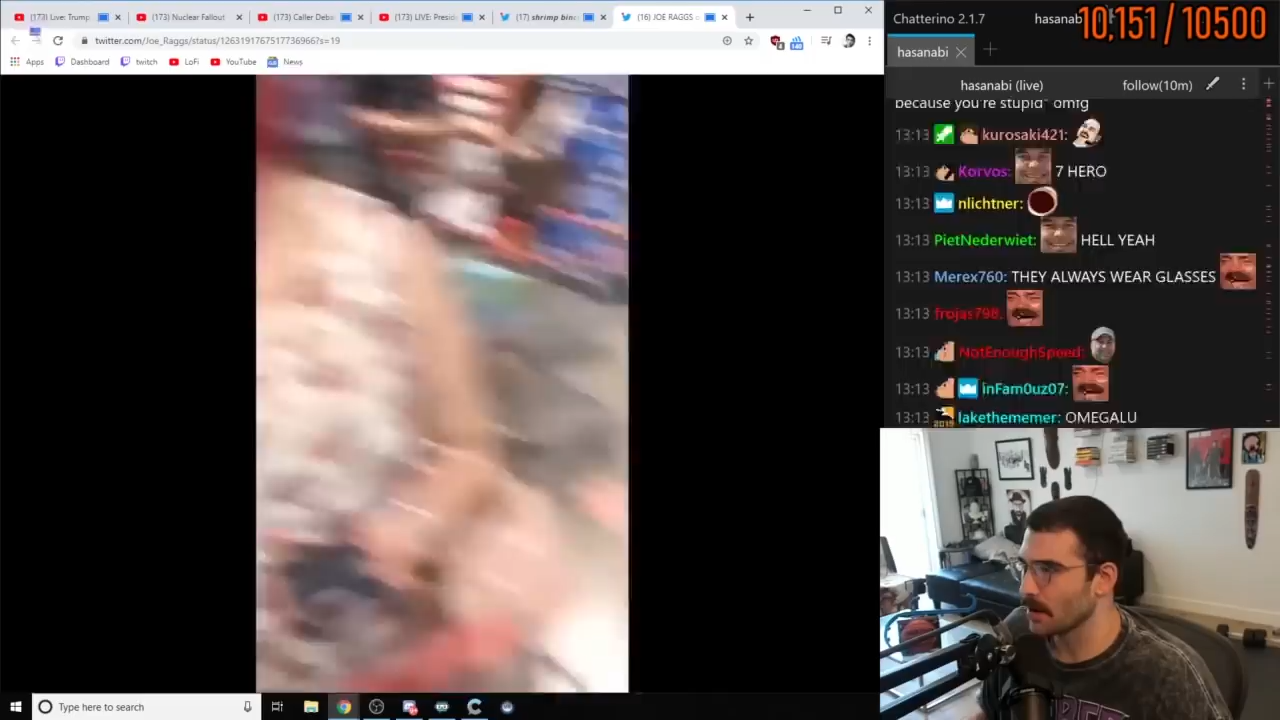 (173) Live: Trump
(173) Nuclear Fallout
(173) Caller Deba
(173) LIVE: Presid
(17) shrimp bin
(16) JOE RAGGS o
Chatterino 2.1.7
hasanab
10,151 / 10500
twitter.com/Joe_Raggs/status/1263191767517736966?s=19
hasanabi
Apps
Dashboard
twitch
LoFi
YouTube
News
hasanabi (live)
follow(10m)
because you're stupid" omfg
13:13 kurosaki421:
13:13 Korvos: 7 HERO
13:13 nlichtner:
13:13 PietNederwiet: HELL YEAH
13:13 Merex760: THEY ALWAYS WEAR GLASSES
13:13 frojas798:
13:13 NotEnoughSpeed:
13:13 inFam0uz07:
13:13 lakethememer: OMEGALU
Type here to search